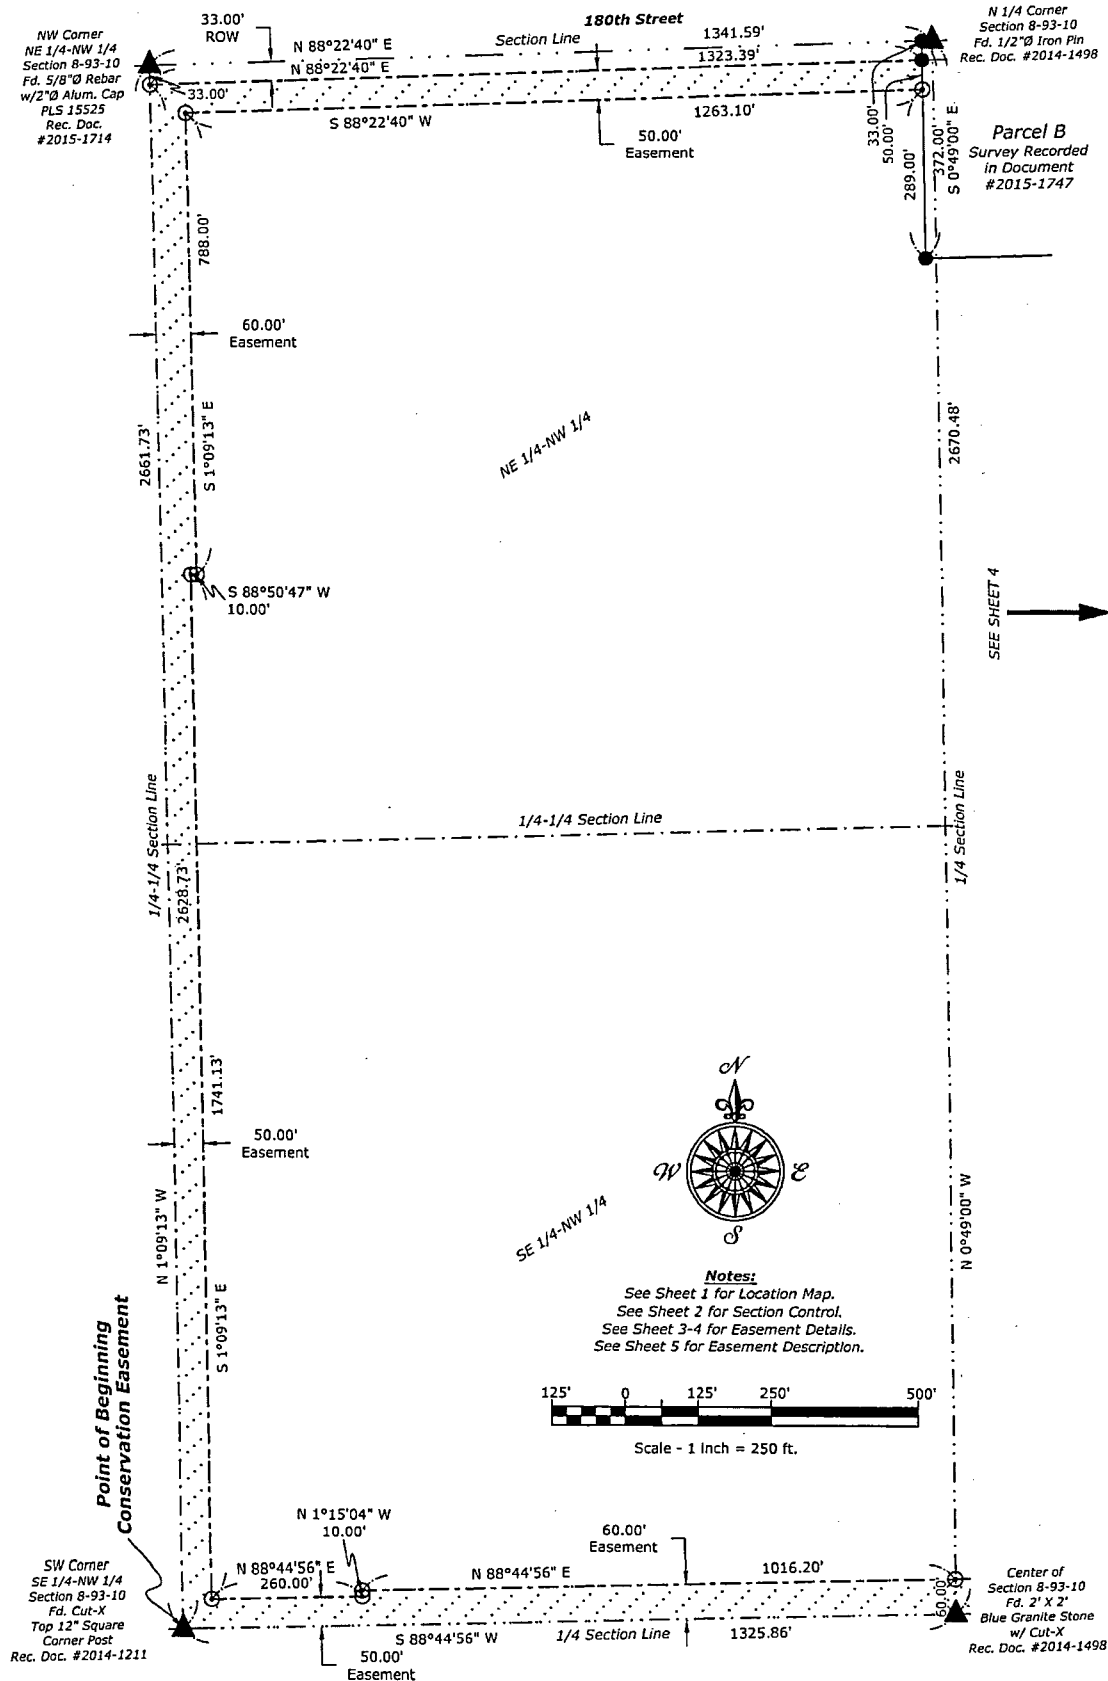 180th Street
33.00'
ROW
Section Line
1341.59'
N 88°22'40" E
N 88°22'40" E
1323.39'
33.00'
S 88°22'40" W
1263.10'
50.00'
Easement
NW Corner
NE 1/4-NW 1/4
Section 8-93-10
Fd. 5/8"Ø Rebar
w/2"Ø Alum. Cap
PLS 15525
Rec. Doc.
#2015-1714
N 1/4 Corner
Section 8-93-10
Fd. 1/2"Ø Iron Pin
Rec. Doc. #2014-1498
33.00'
50.00'
289.00'
372.00'
S 0°49'00" E
Parcel B
Survey Recorded
in Document
#2015-1747
788.00'
60.00'
Easement
2661.73'
S 1°09'13" E
NE 1/4-NW 1/4
2670.48'
S 88°50'47" W
10.00'
SEE SHEET 4
1/4-1/4 Section Line
1/4-1/4 Section Line
1/4 Section Line
2628.73'
1741.13'
50.00'
Easement
N 1°09'13" W
S 1°09'13" E
N
W
E
S
SE 1/4-NW 1/4
N 0°49'00" W
Notes:
See Sheet 1 for Location Map.
See Sheet 2 for Section Control.
See Sheet 3-4 for Easement Details.
See Sheet 5 for Easement Description.
125' 0 125' 250' 500'
Scale - 1 Inch = 250 ft.
Point of Beginning
Conservation Easement
N 1°15'04" W
10.00'
60.00'
Easement
N 88°44'56" E
260.00'
N 88°44'56" E
1016.20'
60.00'
S 88°44'56" W
1/4 Section Line
1325.86'
50.00'
Easement
SW Corner
SE 1/4-NW 1/4
Section 8-93-10
Fd. Cut-X
Top 12" Square
Corner Post
Rec. Doc. #2014-1211
Center of
Section 8-93-10
Fd. 2' X 2'
Blue Granite Stone
w/ Cut-X
Rec. Doc. #2014-1498